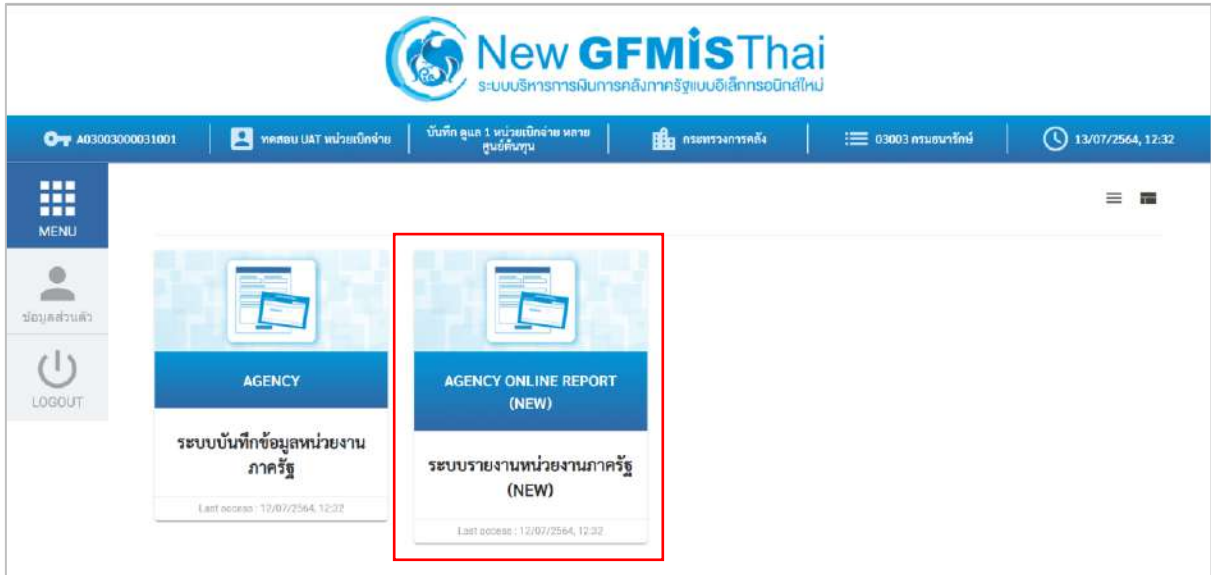 New GFMISThai
ระบบบริหารการเงินการคลังภาครัฐแบบอิเล็กทรอนิกส์ใหม่
A03003000031001
ทดสอบ UAT หน่วยเบิกจ่าย
บันทึก ดูแล 1 หน่วยเบิกจ่าย หลาย
ศูนย์ต้นทุน
กระทรวงการคลัง
03003 กรมธนารักษ์
13/07/2564, 12:32
MENU
ข้อมูลส่วนตัว
LOGOUT
AGENCY
ระบบบันทึกข้อมูลหน่วยงาน
ภาครัฐ
Last access : 12/07/2564, 12:32
AGENCY ONLINE REPORT
(NEW)
ระบบรายงานหน่วยงานภาครัฐ
(NEW)
Last access : 12/07/2564, 12:32